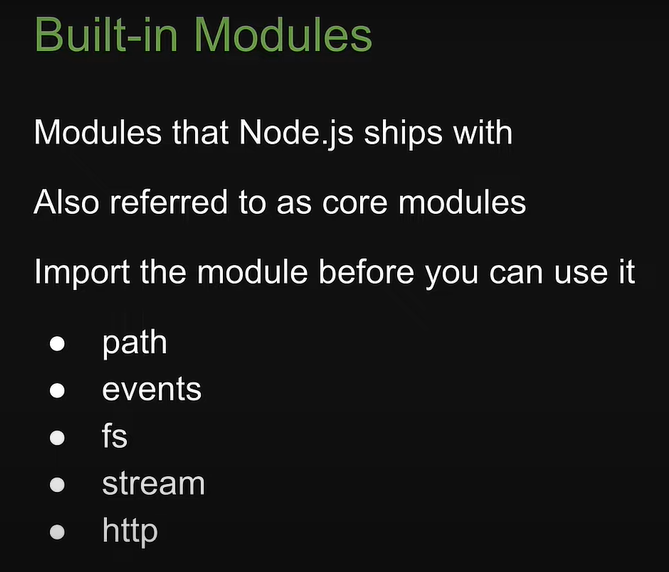 Built-in Modules
Modules that Node.js ships with
Also referred to as core modules
Import the module before you can use it
● path
● events
● fs
● stream
● http